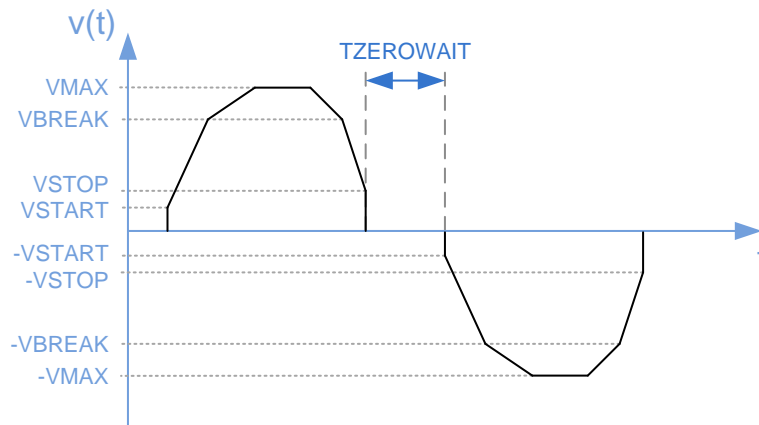 v(t)
TZEROWAIT
VMAX
VBREAK
VSTOP
VSTART
-VSTART
-VSTOP
-VBREAK
-VMAX